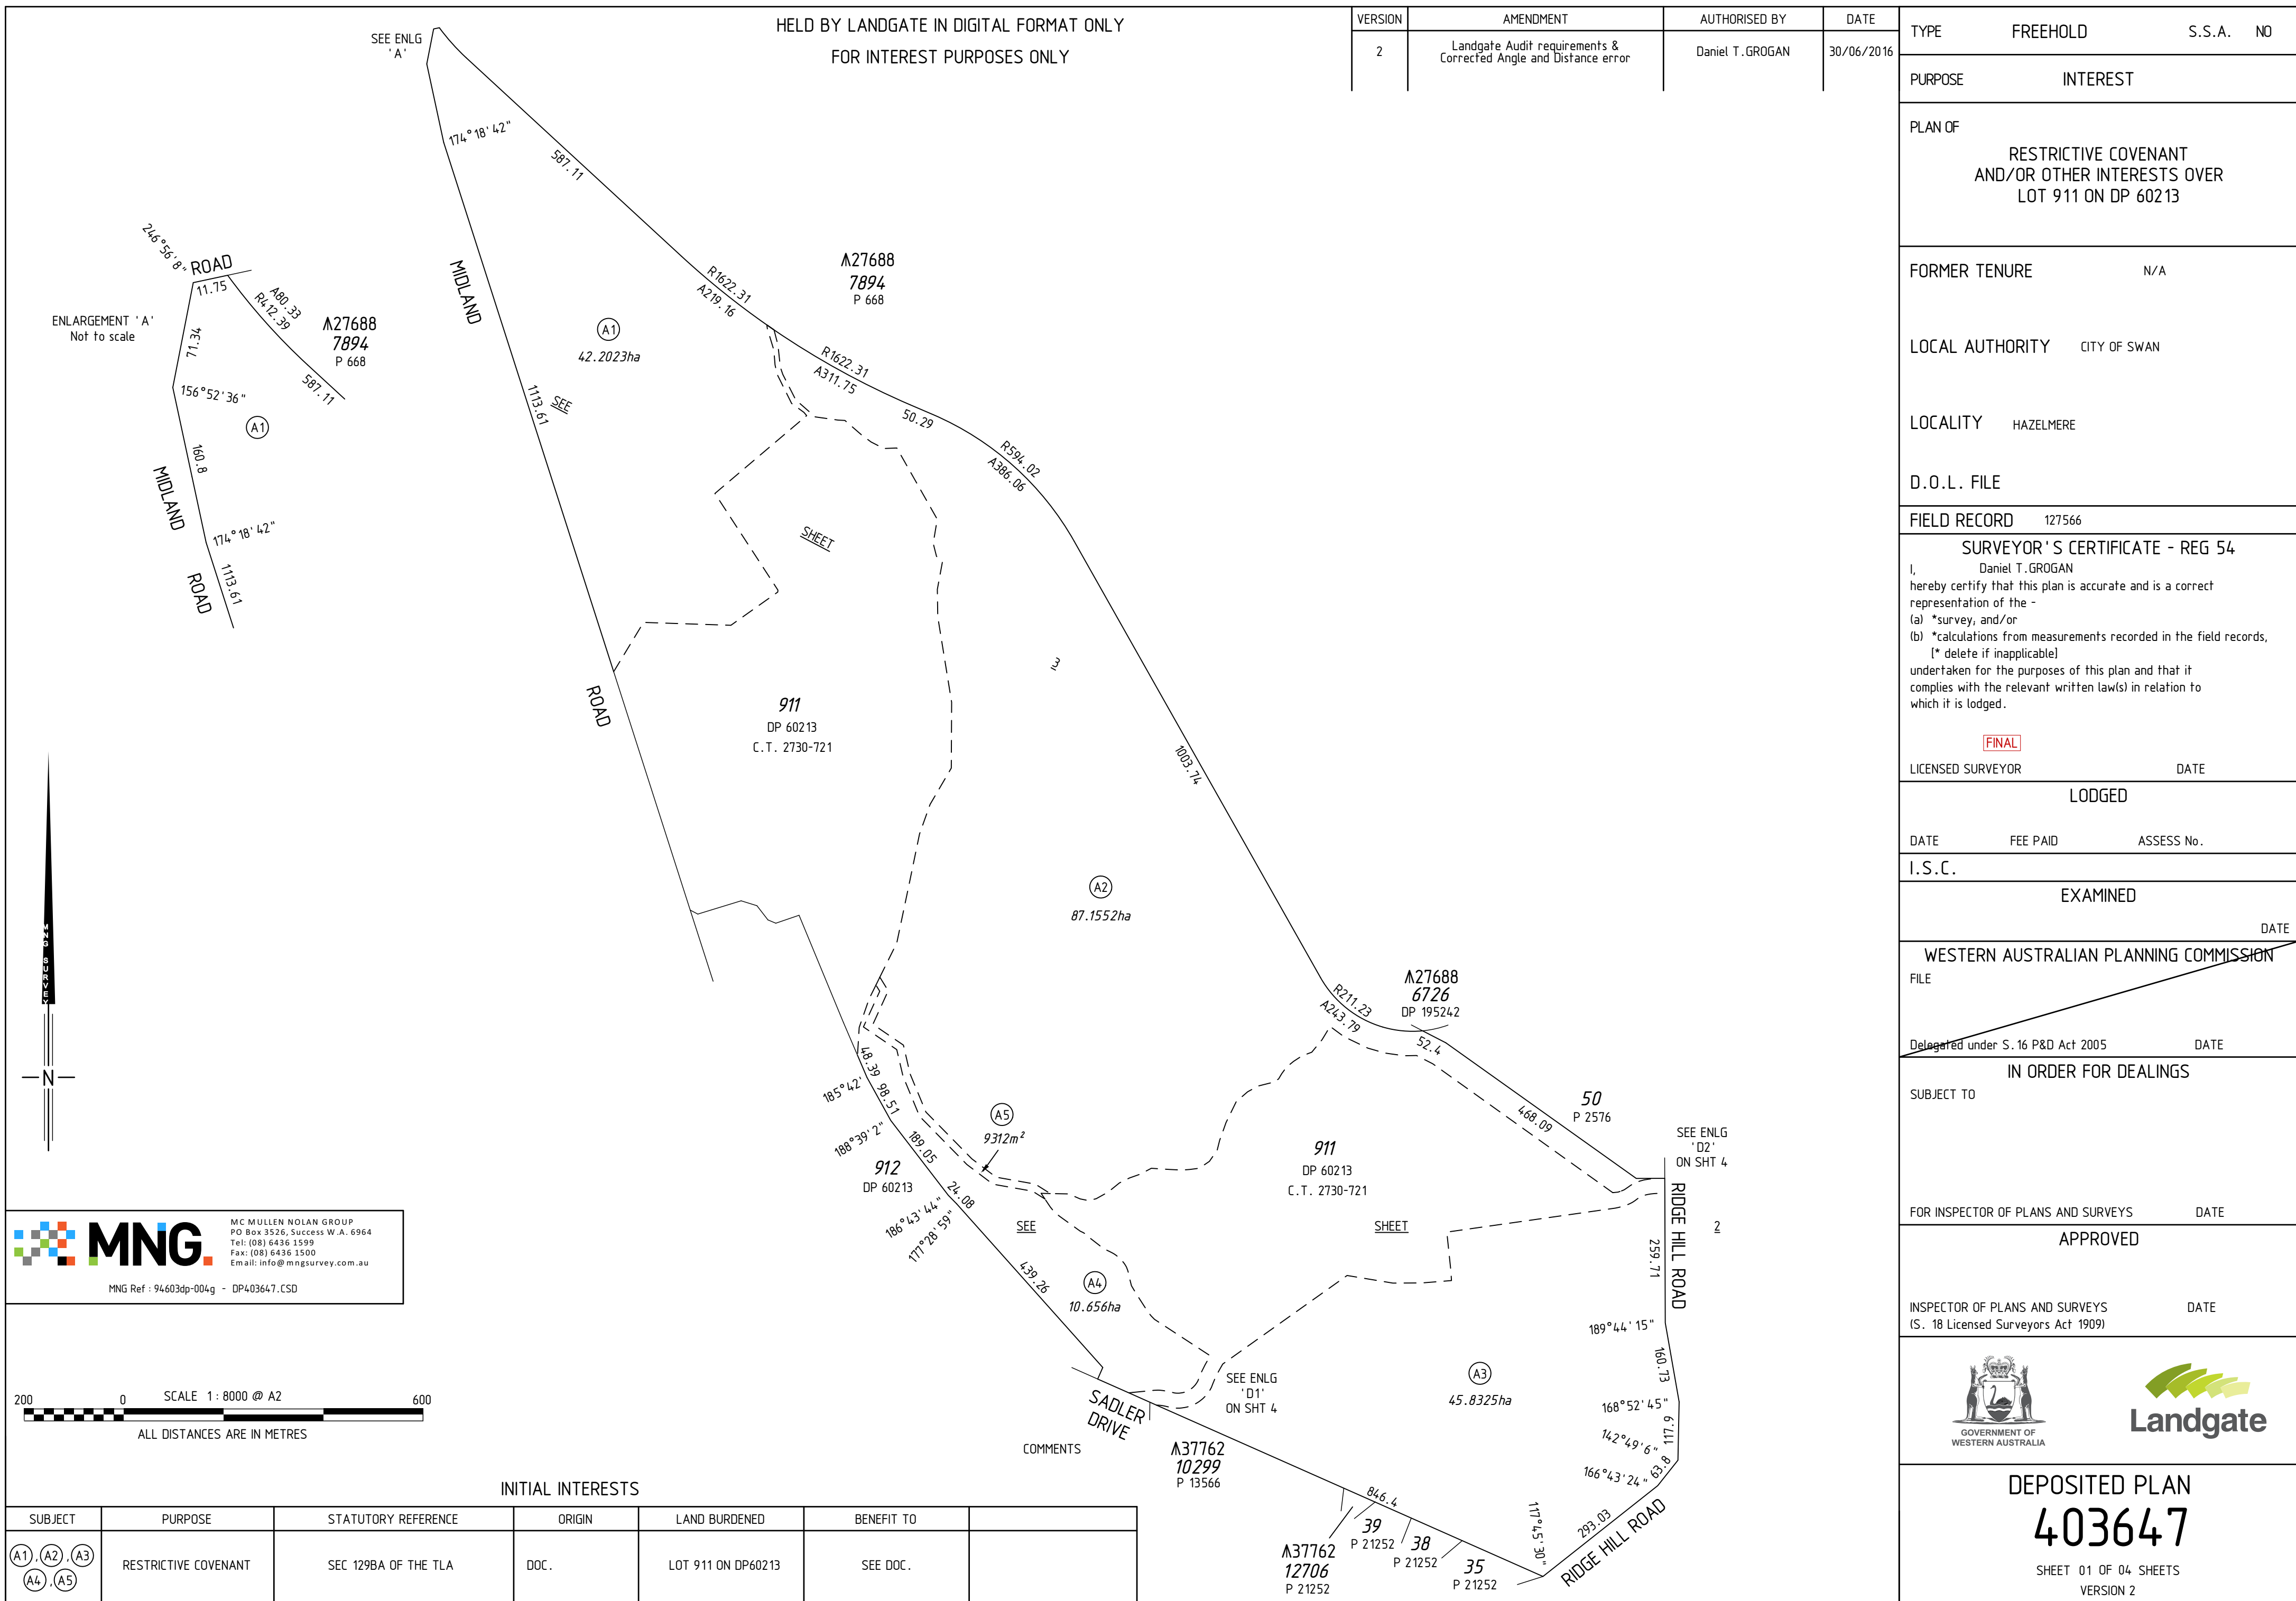 HELD BY LANDGATE IN DIGITAL FORMAT ONLY
FOR INTEREST PURPOSES ONLY
VERSION AMENDMENT AUTHORISED BY DATE
2 Landgate Audit requirements &
Corrected Angle and Distance error Daniel T.GROGAN 30/06/2016
SEE ENLG
'A'
174°18'42"
587.11
MIDLAND
ROAD
1113.61
R1622.31
A219.16
⩚27688
7894
P 668
A1
42.2023ha
SEE
R1622.31
A311.75
50.29
R594.02
A386.06
SHEET
3
246°56'8"
ROAD
11.75
A80.33
R412.39
ENLARGEMENT 'A'
Not to scale
71.34
27688
7894
P 668
587.11
156°52'36"
A1
160.8
MIDLAND
174°18'42"
ROAD
1113.61
911
DP 60213
C.T. 2730-721
1003.74
A2
87.1552ha
R211.23
A243.79
27688
6726
DP 195242
52.4
48.39
185°42'
98.51
188°39'2"
189.05
912
DP 60213
24.08
186°43'44"
177°28'59"
439.26
A5
9312m²
468.09
50
P 2576
SEE ENLG
'D2'
ON SHT 4
911
DP 60213
C.T. 2730-721
SEE
SHEET
2
A4
10.656ha
RIDGE HILL ROAD
259.71
189°44'15"
160.73
168°52'45"
117.9
142°49'6"
63.8
166°43'24"
293.03
RIDGE HILL ROAD
117°45'30"
A3
45.8325ha
SEE ENLG
'D1'
ON SHT 4
SADLER
DRIVE
37762
10299
P 13566
846.4
37762
12706
P 21252
39
P 21252
38
P 21252
35
P 21252
COMMENTS
MNG SURVEY
N
MNG.
MC MULLEN NOLAN GROUP
PO Box 3526, Success W.A. 6964
Tel: (08) 6436 1599
Fax: (08) 6436 1500
Email: info@mngsurvey.com.au
MNG Ref : 94603dp-004g - DP403647.CSD
200 0 SCALE 1 : 8000 @ A2 600
ALL DISTANCES ARE IN METRES
INITIAL INTERESTS
SUBJECT PURPOSE STATUTORY REFERENCE ORIGIN LAND BURDENED BENEFIT TO
A1 , A2 , A3
A4 , A5 RESTRICTIVE COVENANT SEC 129BA OF THE TLA DOC. LOT 911 ON DP60213 SEE DOC.
TYPE FREEHOLD S.S.A. NO
PURPOSE INTEREST
PLAN OF
RESTRICTIVE COVENANT
AND/OR OTHER INTERESTS OVER
LOT 911 ON DP 60213
FORMER TENURE N/A
LOCAL AUTHORITY CITY OF SWAN
LOCALITY HAZELMERE
D.O.L. FILE
FIELD RECORD 127566
SURVEYOR'S CERTIFICATE - REG 54
I, Daniel T.GROGAN
hereby certify that this plan is accurate and is a correct
representation of the -
(a) *survey; and/or
(b) *calculations from measurements recorded in the field records,
[* delete if inapplicable]
undertaken for the purposes of this plan and that it
complies with the relevant written law(s) in relation to
which it is lodged.
FINAL
LICENSED SURVEYOR DATE
LODGED
DATE FEE PAID ASSESS No.
I.S.C.
EXAMINED
DATE
WESTERN AUSTRALIAN PLANNING COMMISSION
FILE
Delegated under S.16 P&D Act 2005 DATE
IN ORDER FOR DEALINGS
SUBJECT TO
FOR INSPECTOR OF PLANS AND SURVEYS DATE
APPROVED
INSPECTOR OF PLANS AND SURVEYS DATE
(S. 18 Licensed Surveyors Act 1909)
GOVERNMENT OF
WESTERN AUSTRALIA
Landgate
DEPOSITED PLAN
403647
SHEET 01 OF 04 SHEETS
VERSION 2